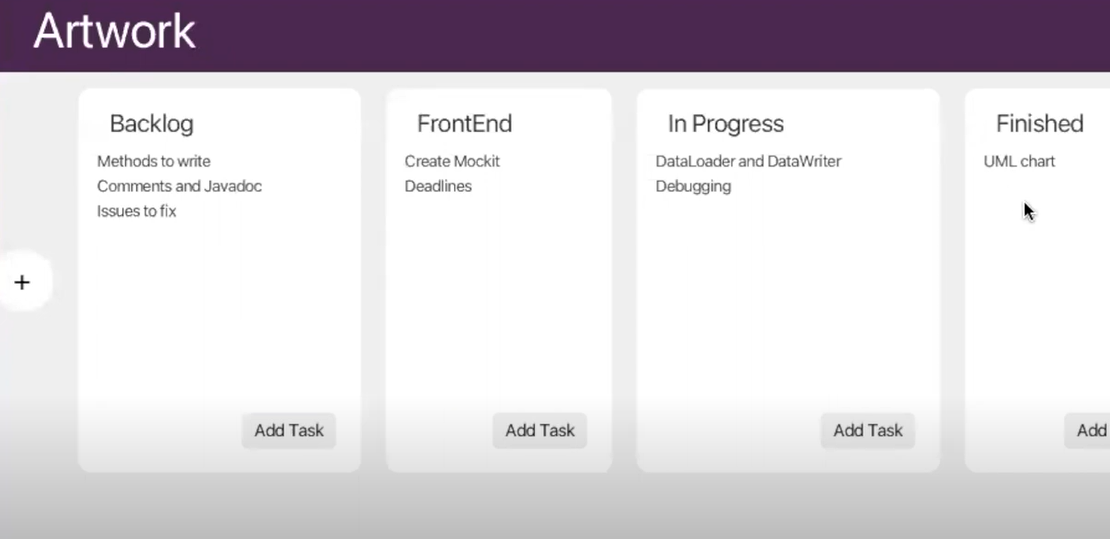 Artwork
Backlog
Methods to write
Comments and Javadoc
Issues to fix
Add Task
FrontEnd
Create Mockit
Deadlines
Add Task
In Progress
DataLoader and DataWriter
Debugging
Add Task
Finished
UML chart
Add
+